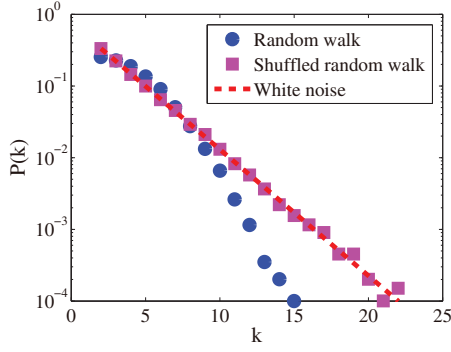 10^0
10^-1
10^-2
10^-3
10^-4
P(k)
Random walk
Shuffled random walk
White noise
0 5 10 15 20 25
k